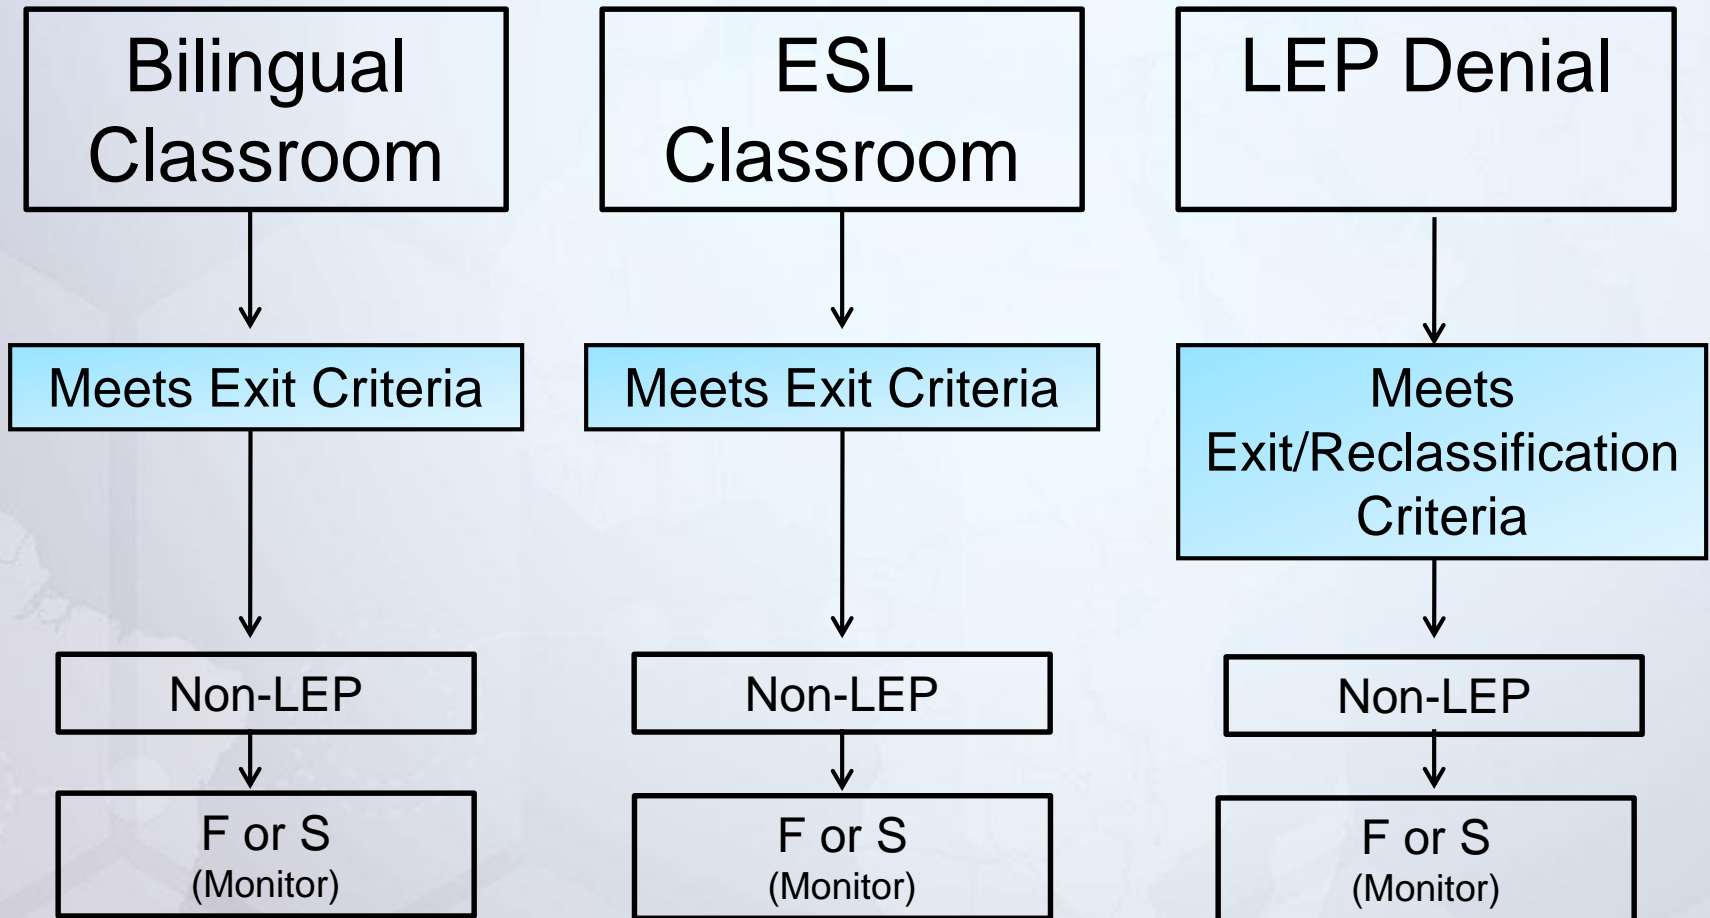 Bilingual
Classroom
ESL
Classroom
LEP Denial
Meets Exit Criteria
Meets Exit Criteria
Meets
Exit/Reclassification
Criteria
Non-LEP
Non-LEP
Non-LEP
F or S
(Monitor)
F or S
(Monitor)
F or S
(Monitor)